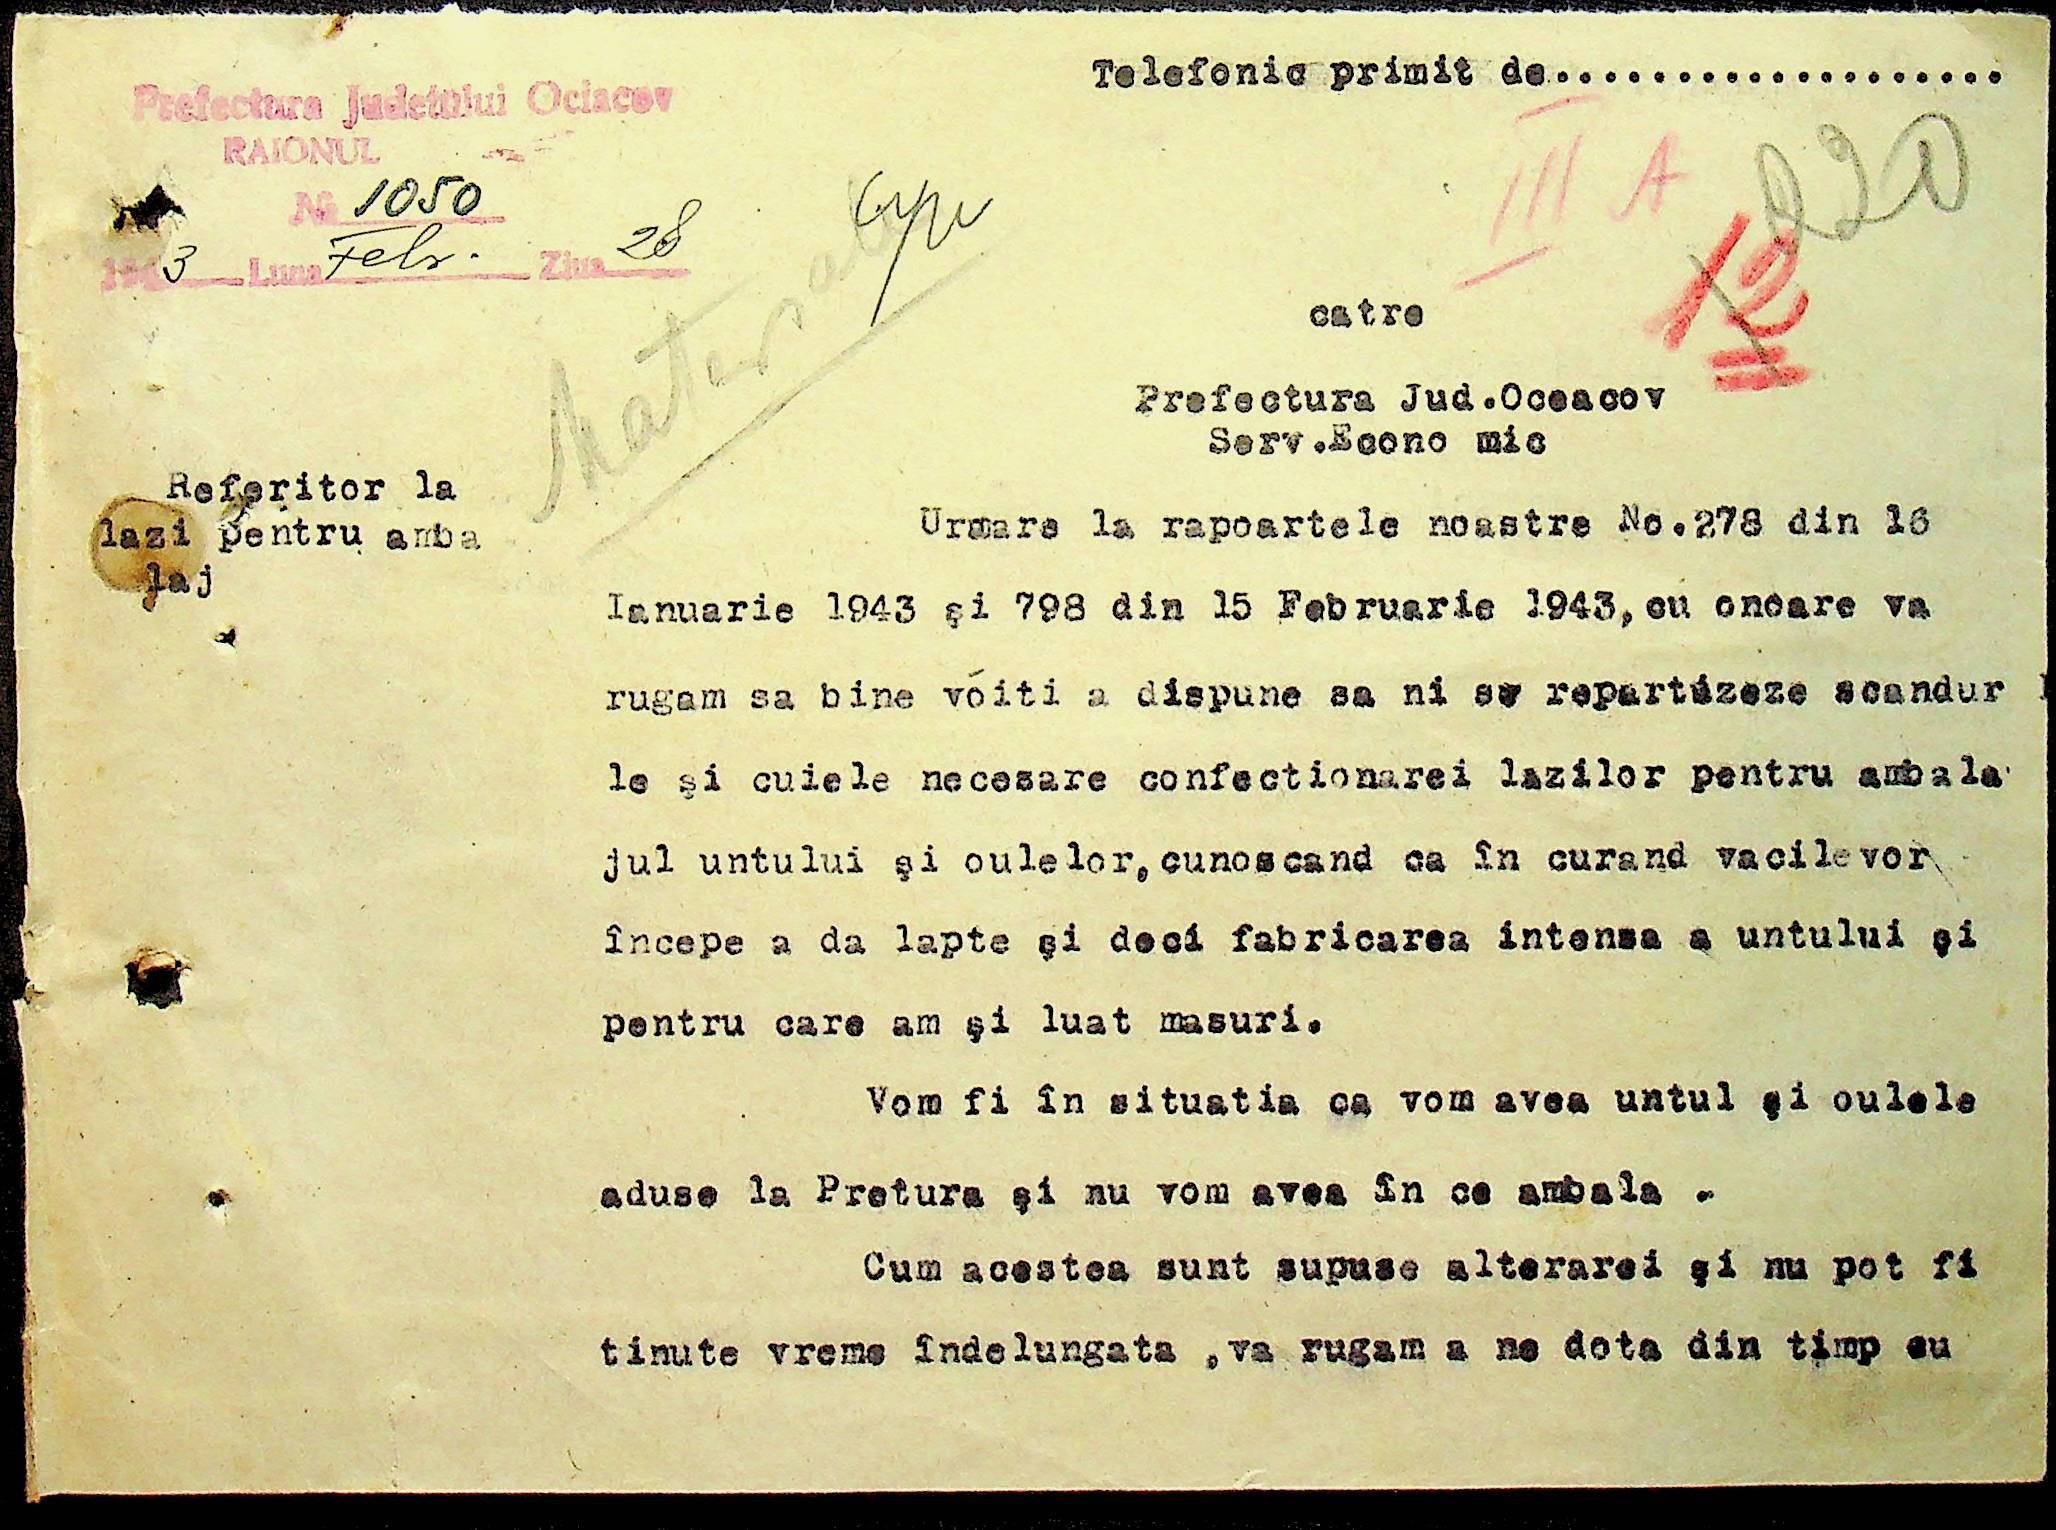 Telefonic primit de.....................
Prefectura Judetului Ociacov
RAIONUL
No 1050
1943 Luna Febr. Ziua 28
III A
220
12
Materiale
catre
Prefectura Jud.Oceacov
Serv.Econo mic
Referitor la
lazi pentru amba
laj
Urmare la rapoartele noastre No.278 din 16
Ianuarie 1943 şi 798 din 15 Februarie 1943,cu onoare va
rugam sa bine vóiti a dispune sa ni se repartizeze scandur
le şi cuiele necesare confectionarei lazilor pentru ambala
jul untului şi oulelor,cunoscand ca în curand vacilevor
începe a da lapte şi deci fabricarea intensa a untului şi
pentru care am şi luat masuri.
Vom fi în situatia ca vom avea untul şi oulele
aduse la Pretura şi nu vom avea în ce ambala .
Cum acestea sunt supuse alterarei şi nu pot fi
tinute vreme îndelungata ,va rugam a ne dota din timp cu